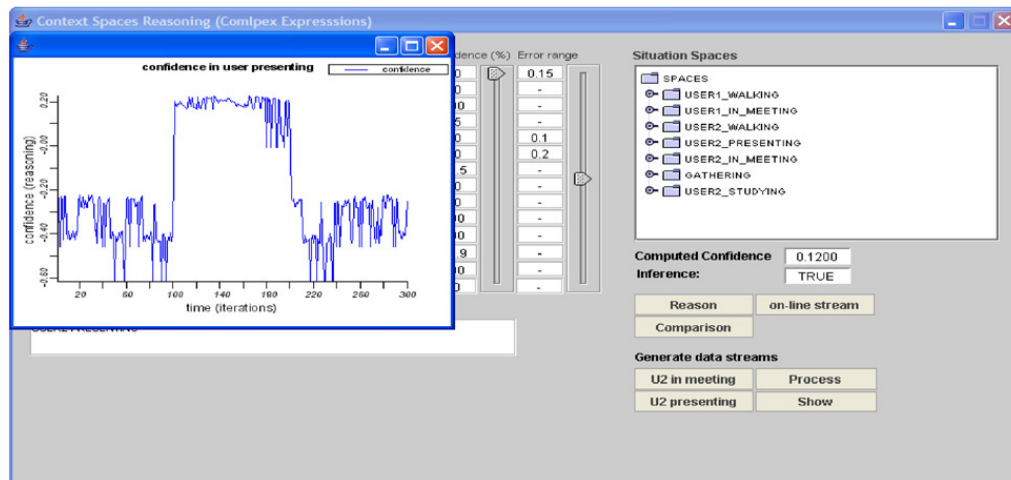 Context Spaces Reasoning (Comlpex Expresssions)
confidence in user presenting
confidence
0.20
-0.00
-0.20
-0.40
-0.60
confidence (reasoning)
20 60 100 140 180 220 260 300
time (iterations)
(%) Error range
0.15
-
-
-
0.1
0.2
-
-
-
-
-
-
-
-
Situation Spaces
SPACES
USER1_WALKING
USER1_IN_MEETING
USER2_WALKING
USER2_PRESENTING
USER2_IN_MEETING
GATHERING
USER2_STUDYING
Computed Confidence 0.1200
Inference: TRUE
Reason on-line stream
Comparison
Generate data streams
U2 in meeting Process
U2 presenting Show